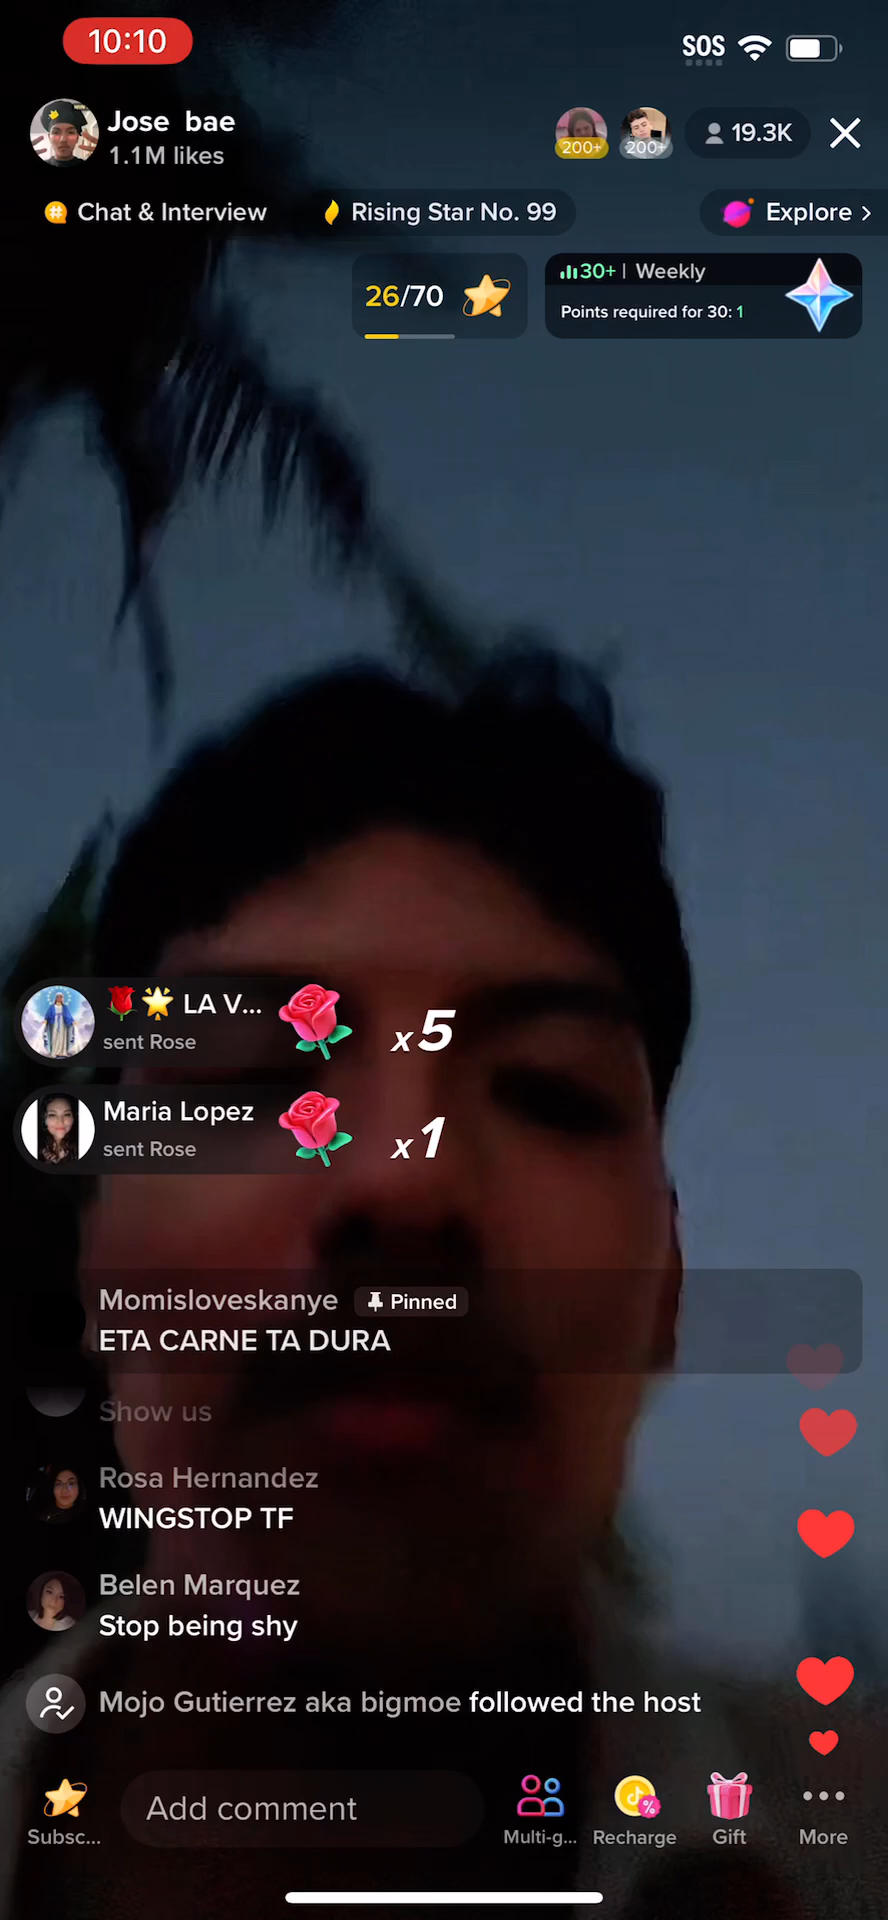 10:10
SOS
Jose bae
1.1M likes
200+
200+
19.3K
Chat & Interview
Rising Star No. 99
Explore >
26/70
30+ | Weekly
Points required for 30: 1
🌹🌟 LA V...
sent Rose
x5
Maria Lopez
sent Rose
x1
Momisloveskanye
Pinned
ETA CARNE TA DURA
Show us
Rosa Hernandez
WINGSTOP TF
Belen Marquez
Stop being shy
Mojo Gutierrez aka bigmoe followed the host
Add comment
Subsc...
Multi-g...
Recharge
Gift
More